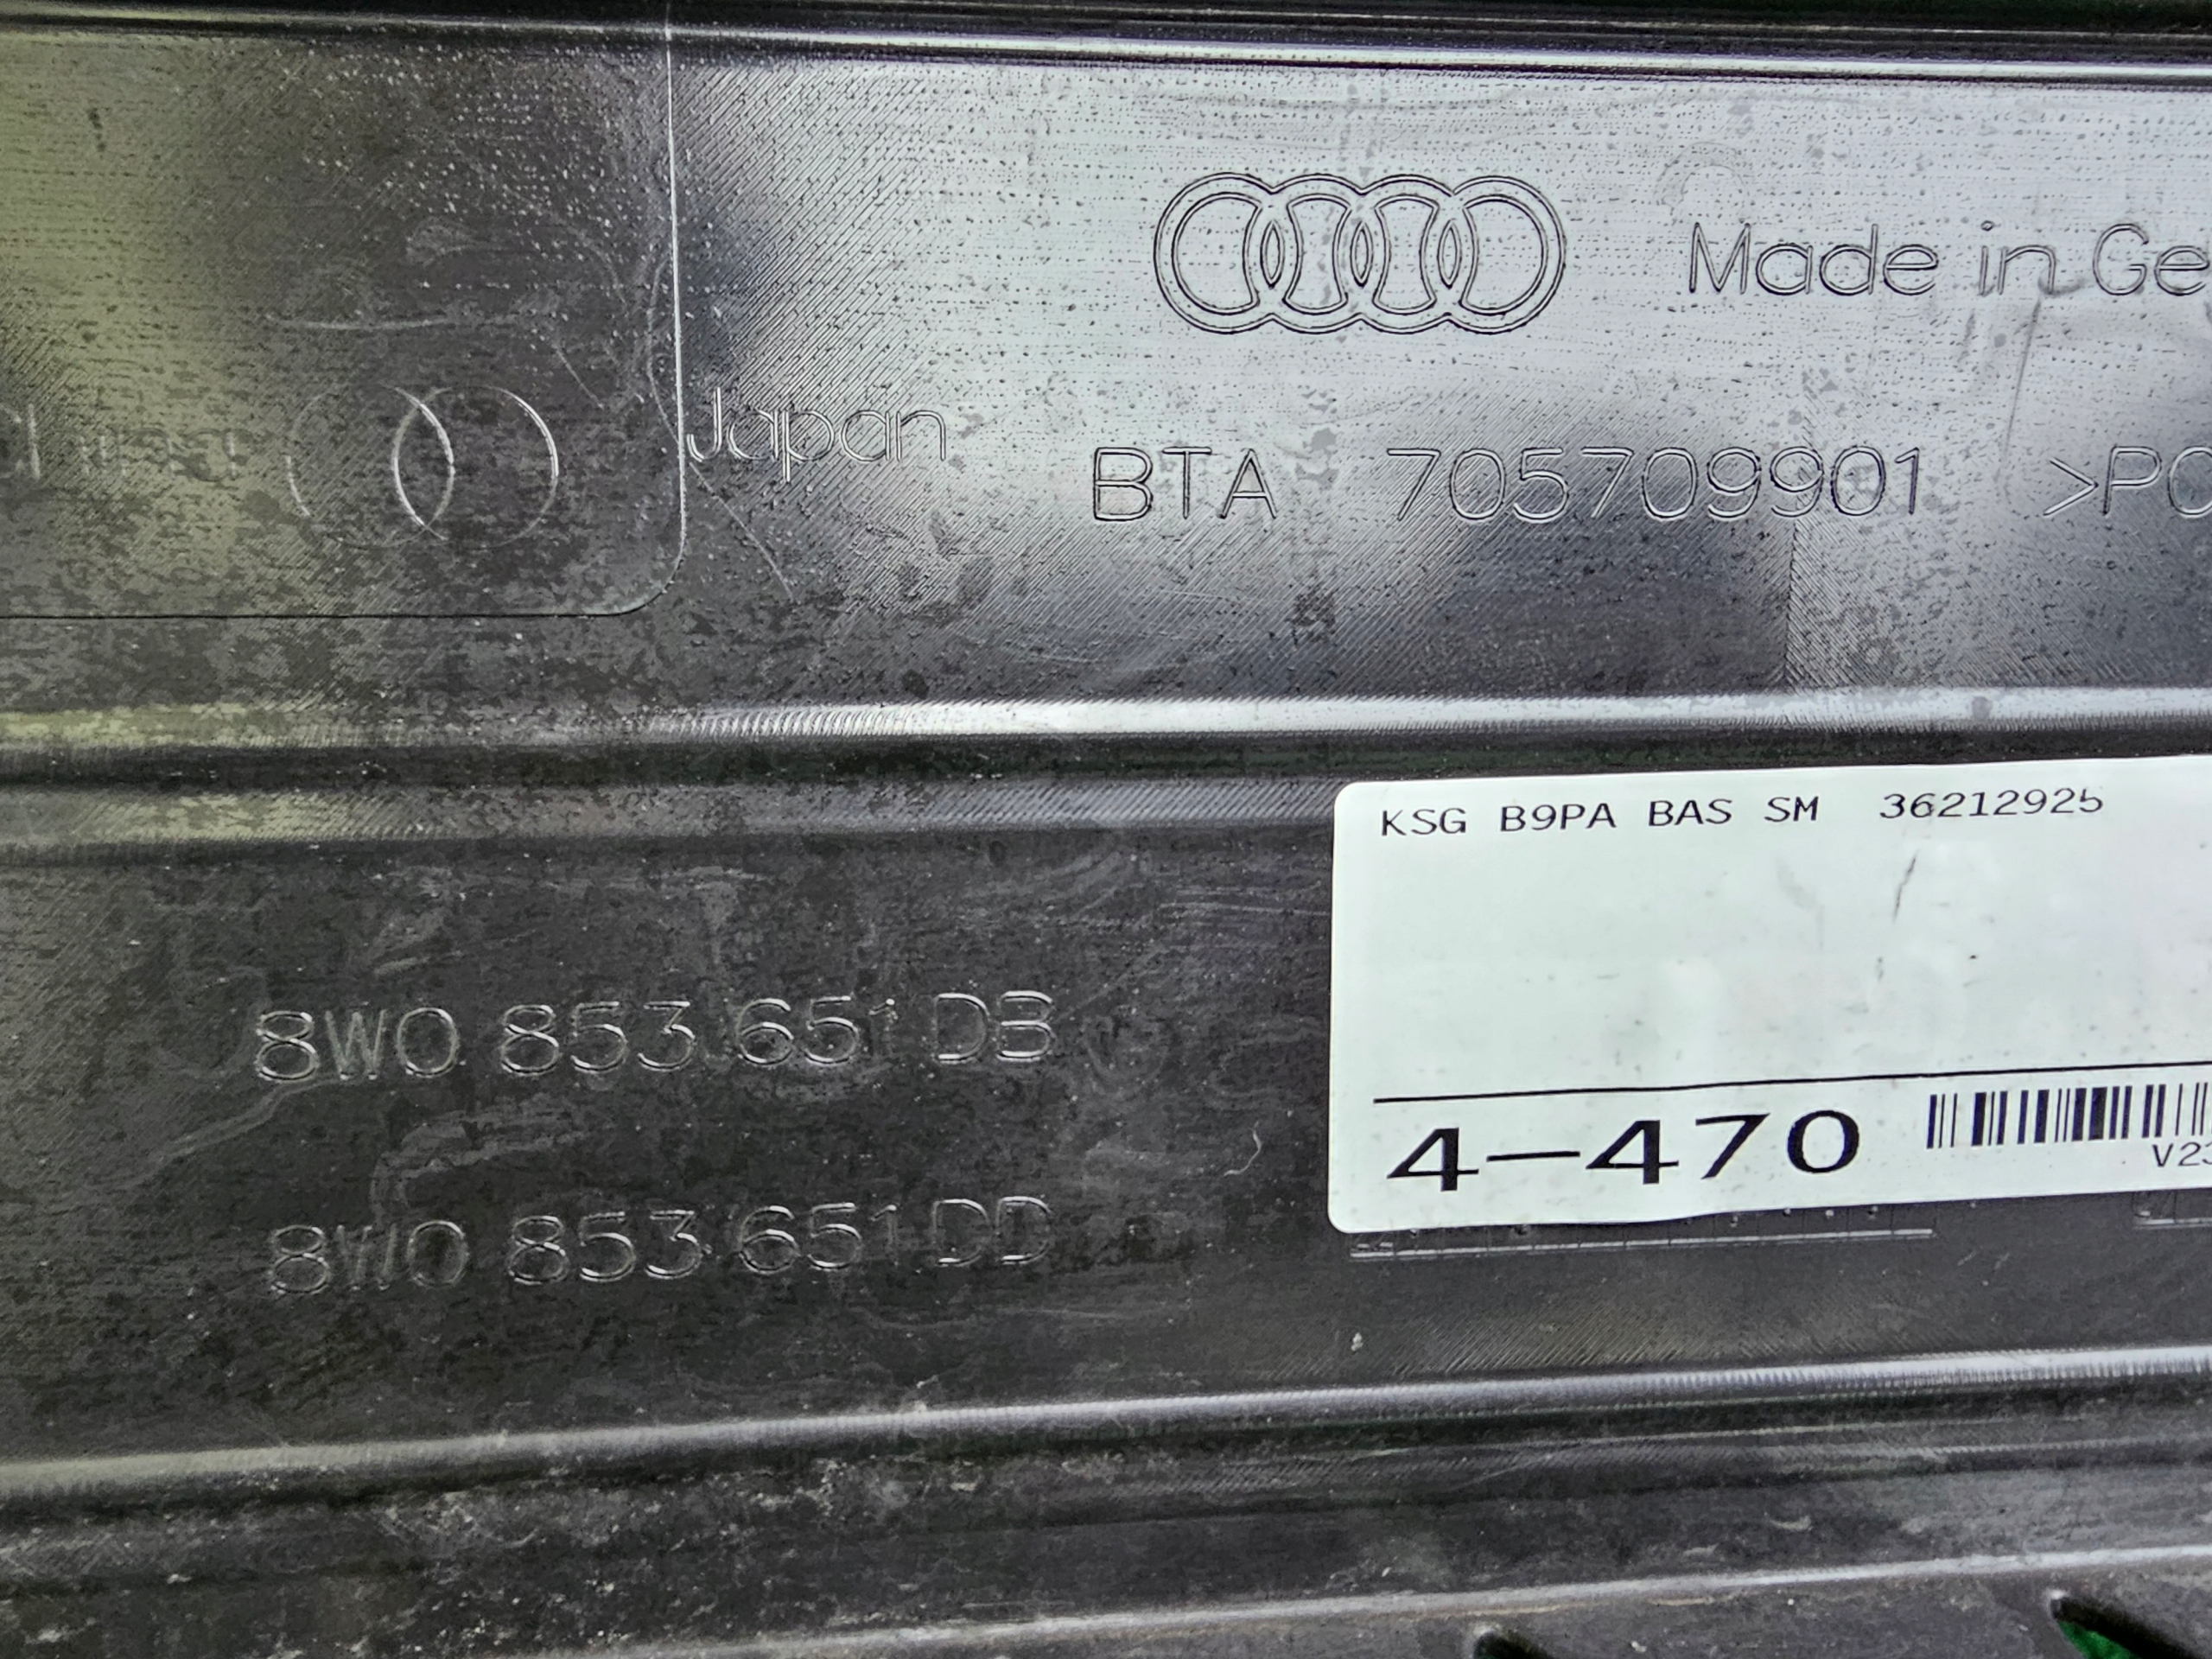 Made in Ge
Japan
BTA 705709901 >PC
KSG B9PA BAS SM 36212925
8W0 853 651 DB
4-470
V23
8W0 853 651 DD